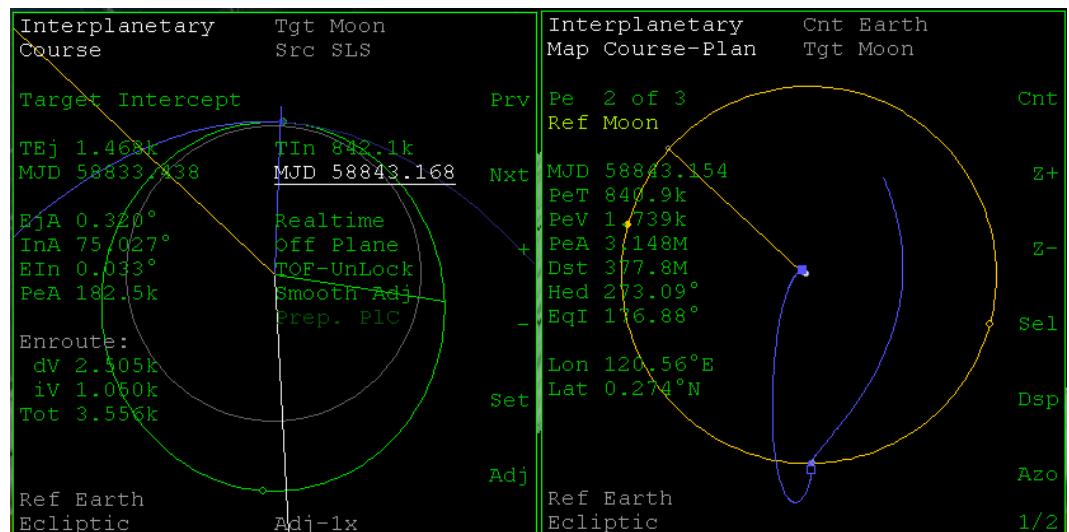 Interplanetary Tgt Moon
Course Src SLS
Target Intercept Prv
TEj 1.468k TIn 842.1k
MJD 58833.438 MJD 58843.168 Nxt
EjA 0.320° Realtime
InA 75.027° Off Plane +
EIn 0.033° TOF-UnLock
PeA 182.5k Smooth Adj
Prep. PlC -
Enroute:
dV 2.505k
iV 1.050k Set
Tot 3.556k
Adj
Ref Earth
Ecliptic Adj-1x
Interplanetary Cnt Earth
Map Course-Plan Tgt Moon
Pe 2 of 3 Cnt
Ref Moon
MJD 58843.154 Z+
PeT 840.9k
PeV 1.739k
PeA 3.148M Z-
Dst 377.8M
Hed 273.09°
EqI 176.88° Sel
Lon 120.56°E
Lat 0.274°N Dsp
Azo
Ref Earth
Ecliptic 1/2